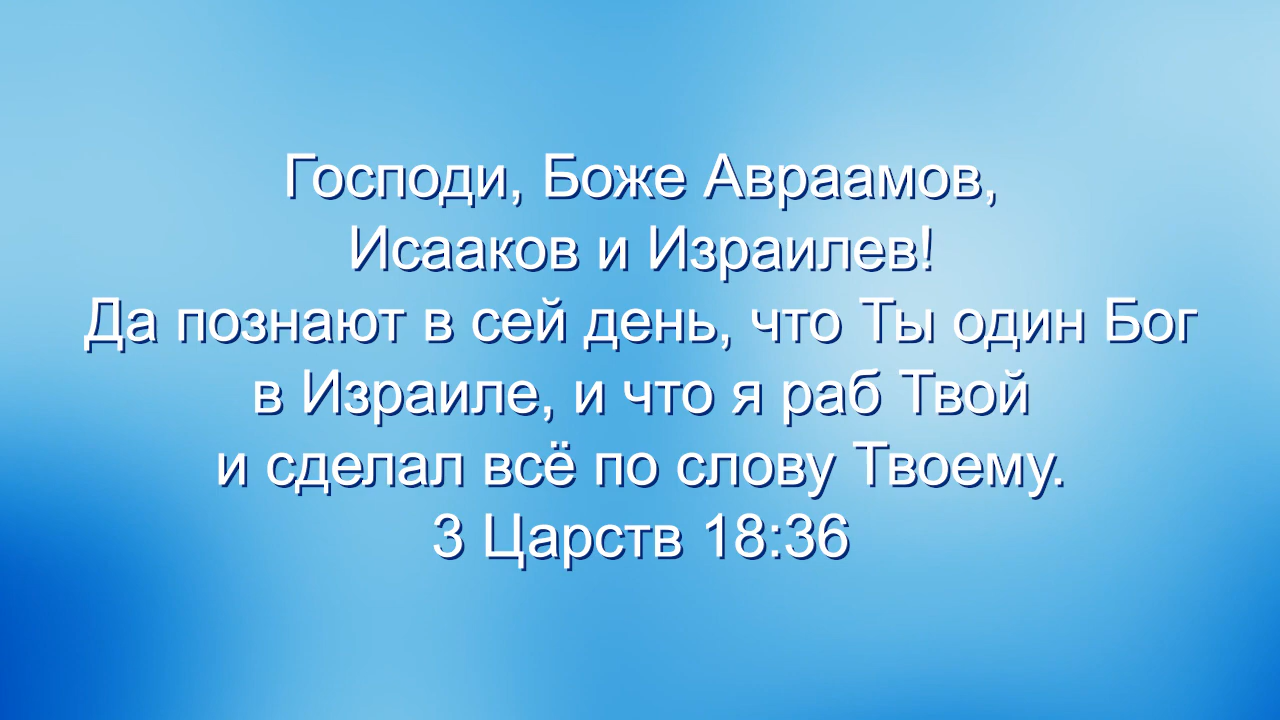 Господи, Боже Авраамов,
Исааков и Израилев!
Да познают в сей день, что Ты один Бог
в Израиле, и что я раб Твой
и сделал всё по слову Твоему.
3 Царств 18:36